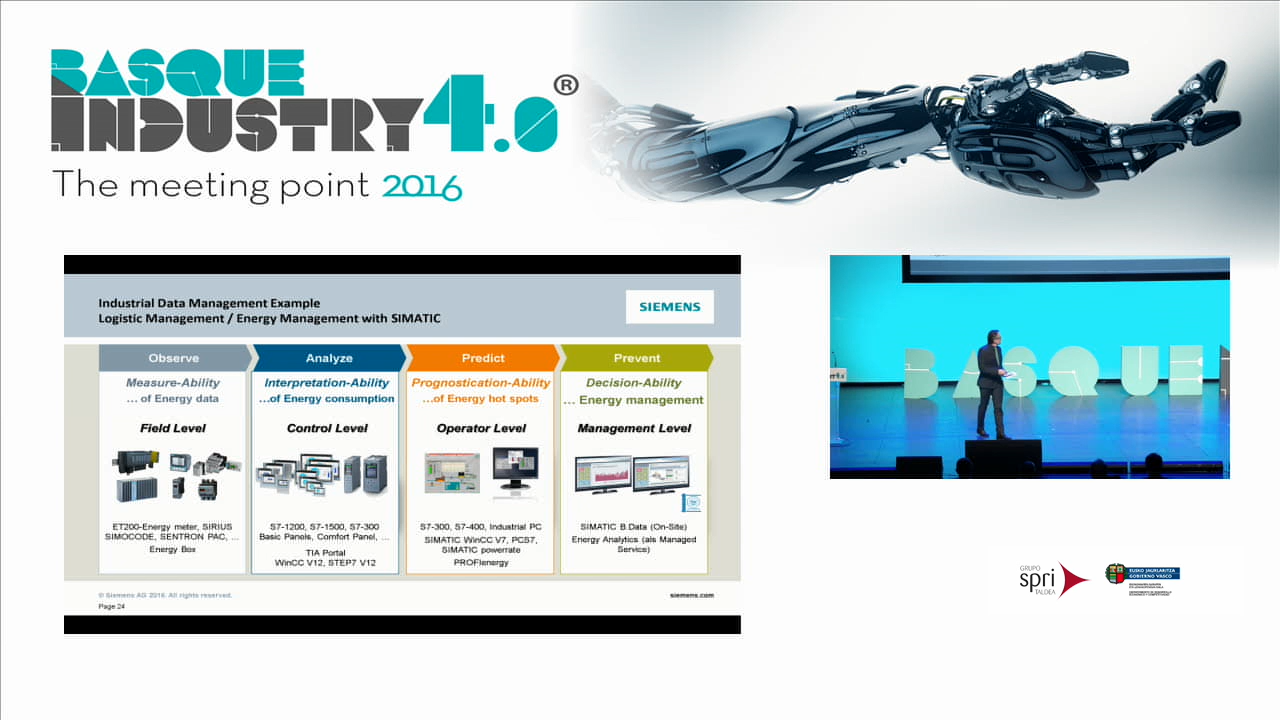 BASQUE
INDUSTRY 4.0®
The meeting point 2016
Industrial Data Management Example
Logistic Management / Energy Management with SIMATIC
SIEMENS
Observe
Measure-Ability
... of Energy data
Field Level
ET200-Energy meter, SIRIUS
SIMOCODE, SENTRON PAC, ...
Energy Box
Analyze
Interpretation-Ability
...of Energy consumption
Control Level
S7-1200, S7-1500, S7-300
Basic Panels, Comfort Panel, ...
TIA Portal
WinCC V12, STEP7 V12
Predict
Prognostication-Ability
...of Energy hot spots
Operator Level
S7-300, S7-400, Industrial PC
SIMATIC WinCC V7, PCS7,
SIMATIC powerrate
PROFIenergy
Prevent
Decision-Ability
... Energy management
Management Level
SIMATIC B.Data (On-Site)
Energy Analytics (als Managed
Service)
© Siemens AG 2016. All rights reserved.
Page 24
siemens.com
BASQUE
GRUPO
spri
TALDEA
EUSKO JAURLARITZA
GOBIERNO VASCO